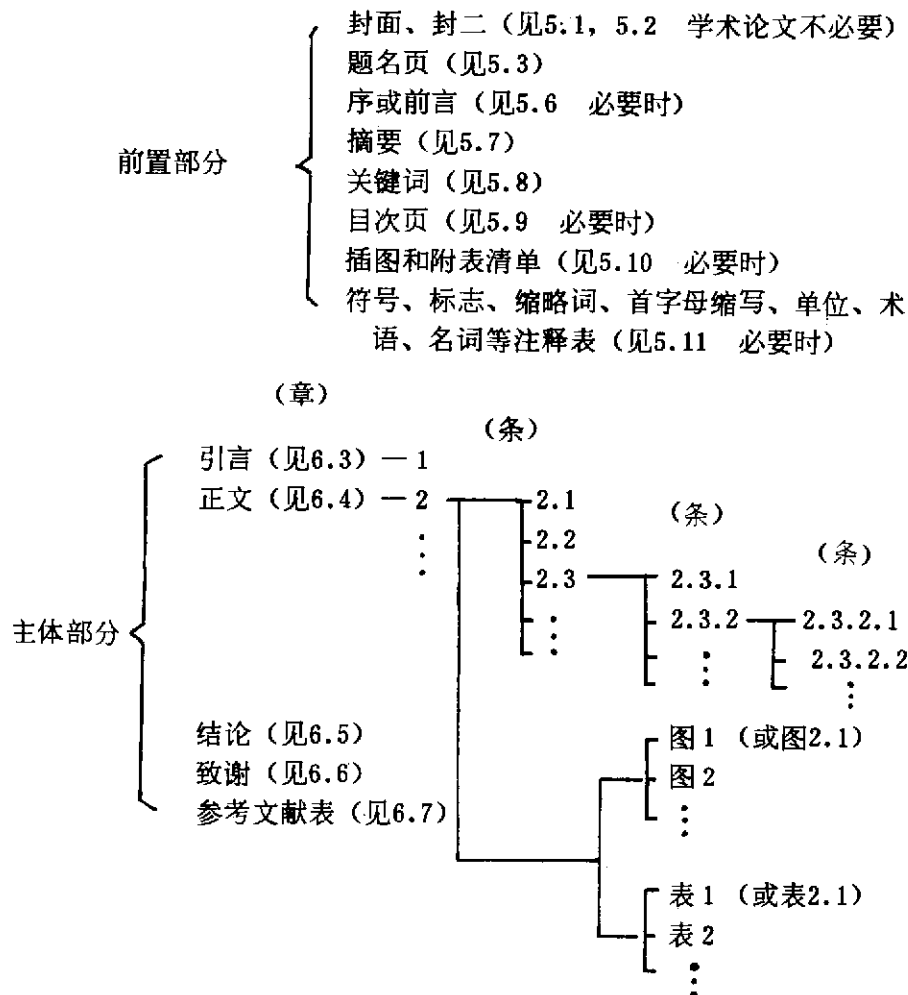 封面、封二（见5.1，5.2　学术论文不必要）
题名页（见5.3）
序或前言（见5.6　必要时）
摘要（见5.7）
前置部分
关键词（见5.8）
目次页（见5.9　必要时）
插图和附表清单（见5.10　必要时）
符号、标志、缩略词、首字母缩写、单位、术
语、名词等注释表（见5.11　必要时）
（章）
（条）
引言（见6.3）— 1
正文（见6.4）— 2　2.1
（条）
2.2
（条）
⋮
2.3　2.3.1
主体部分
⋮
2.3.2　2.3.2.1
⋮
2.3.2.2
⋮
结论（见6.5）
图1（或图2.1）
致谢（见6.6）
图2
参考文献表（见6.7）
⋮
表1（或表2.1）
表2
⋮